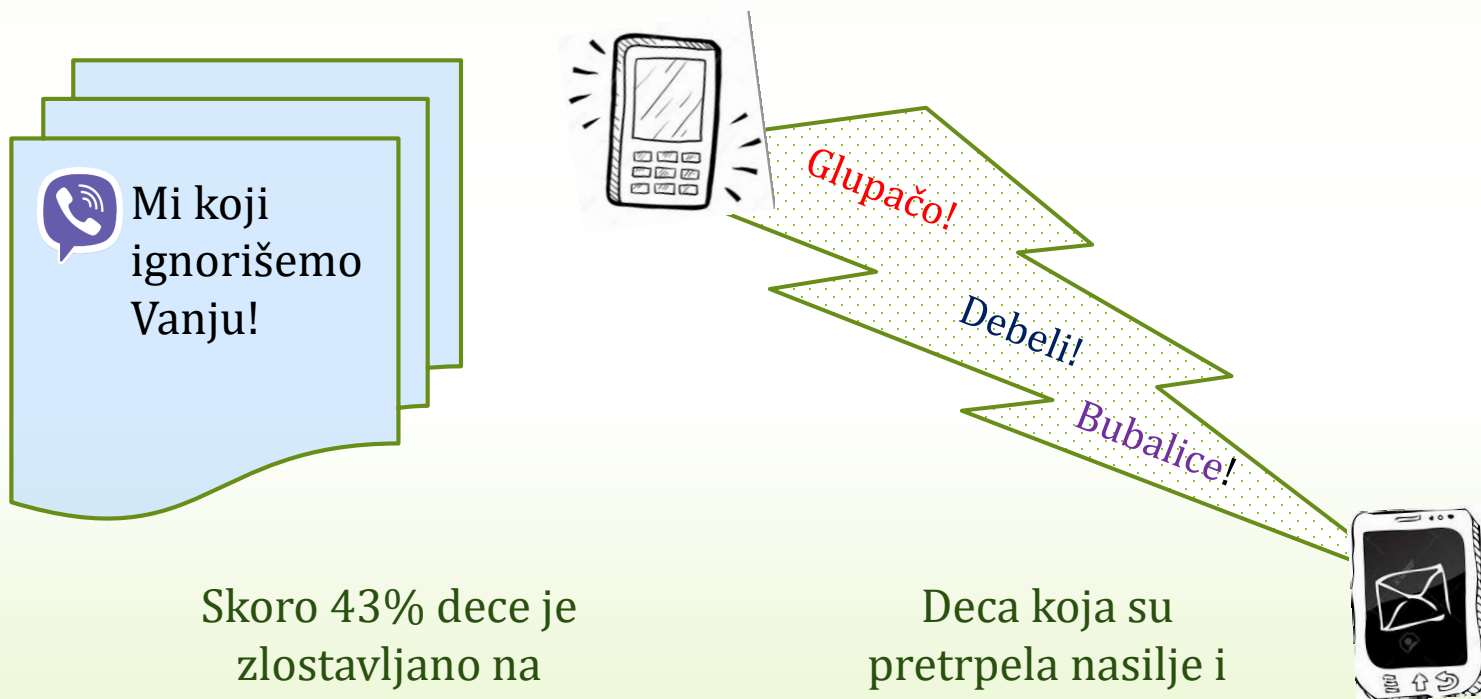 Mi koji
ignorišemo
Vanju!
Glupačo!
Debeli!
Bubalice!
Skoro 43% dece je
zlostavljano na
Deca koja su
pretrpela nasilje i